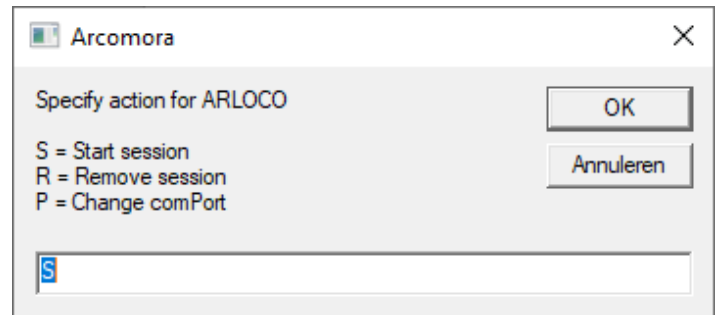 Arcomora
Specify action for ARLOCO
OK
S = Start session
Annuleren
R = Remove session
P = Change comPort
S